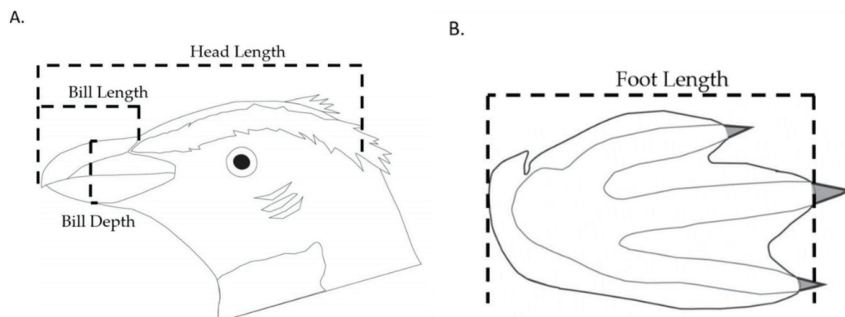 A.
Head Length
Bill Length
Bill Depth
B.
Foot Length